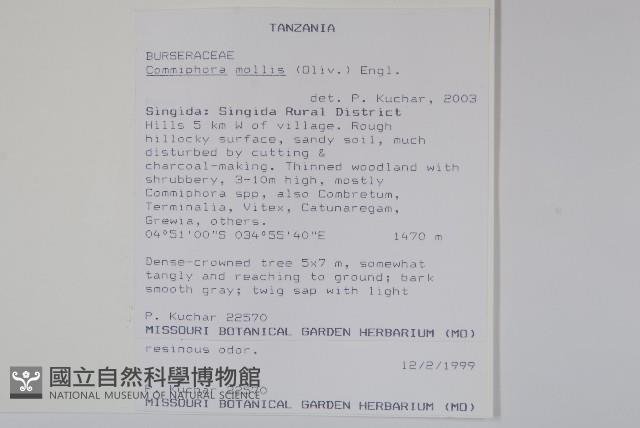 TANZANIA
BURSERACEAE
Commiphora mollis (Oliv.) Engl.
det. P. Kuchar, 2003
Singida: Singida Rural District
Hills 5 km W of village. Rough
hillocky surface, sandy soil, much
disturbed by cutting &
charcoal-making. Thinned woodland with
shrubbery, 3-10m high, mostly
Commiphora spp, also Combretum,
Terminalia, Vitex, Catunaregam,
Grewia, others.
04°51'00"S 034°55'40"E 1470 m
Dense-crowned tree 5x7 m, somewhat
tangly and reaching to ground; bark
smooth gray; twig sap with light
P. Kuchar 22570
MISSOURI BOTANICAL GARDEN HERBARIUM (MO)
resinous odor.
12/2/1999
國立自然科學博物館
NATIONAL MUSEUM OF NATURAL SCIENCE
P. Kuchar 22570
MISSOURI BOTANICAL GARDEN HERBARIUM (MO)